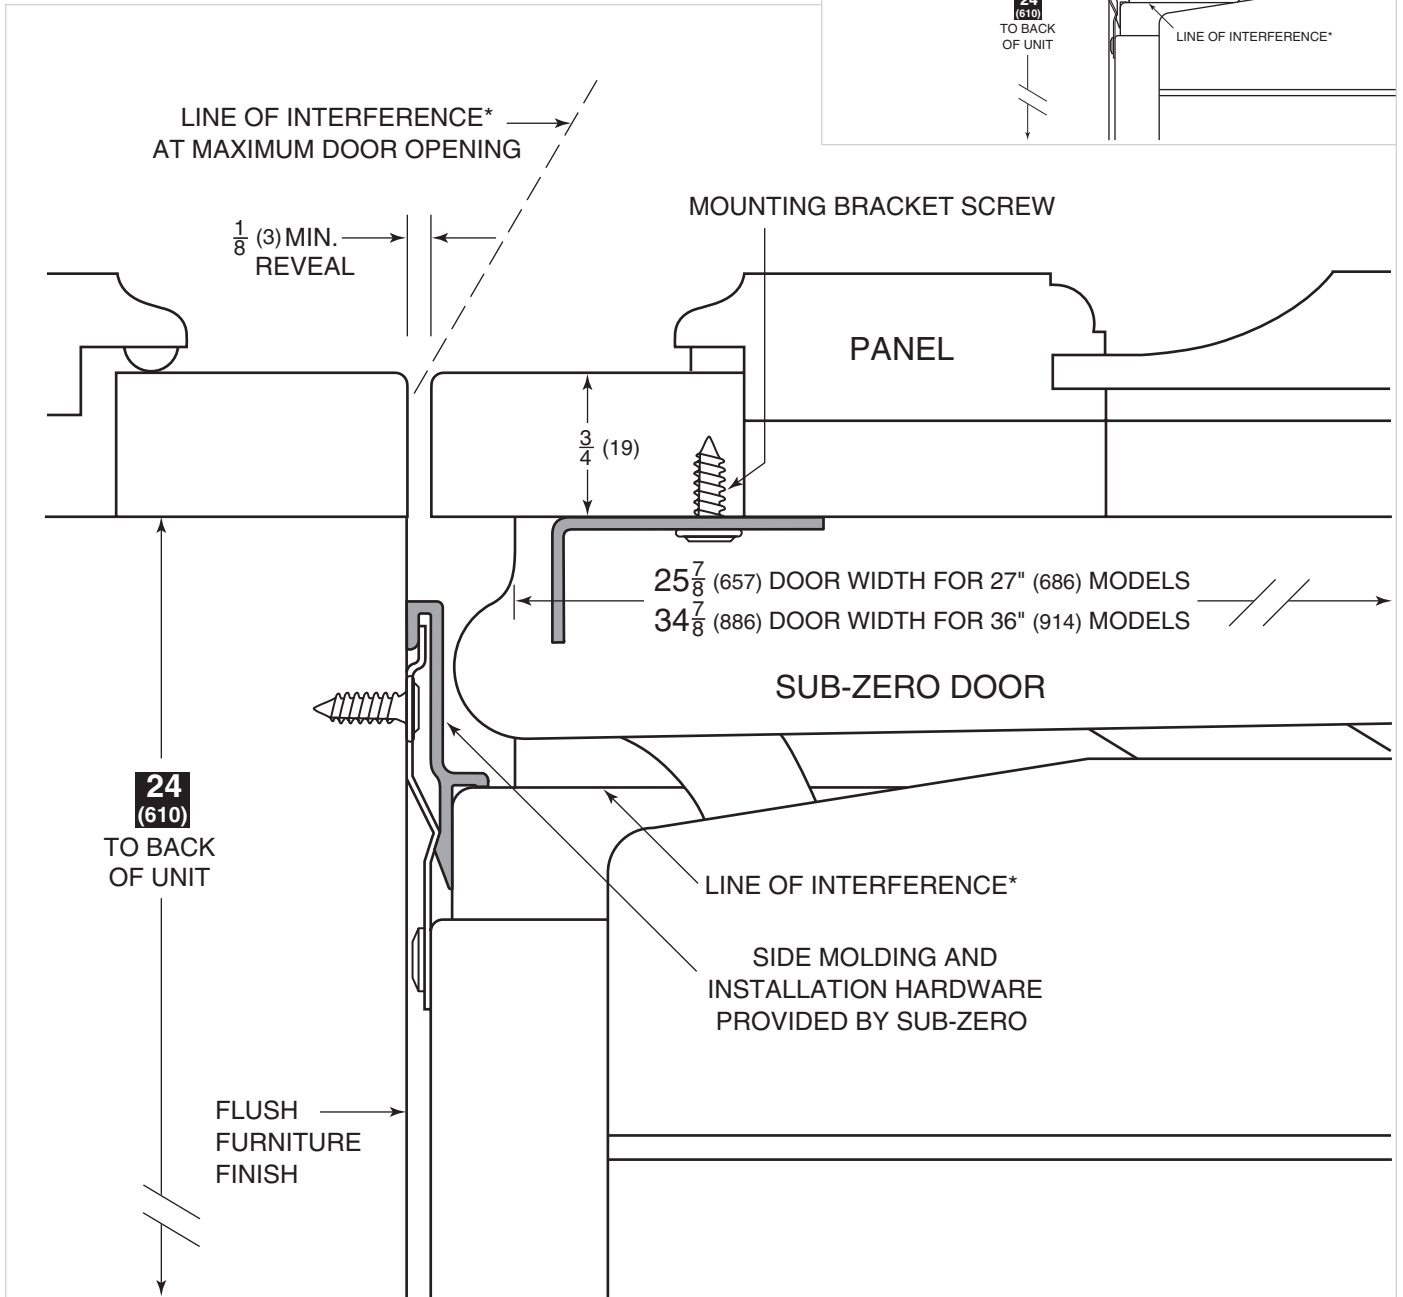 24
(610)
TO BACK
OF UNIT
LINE OF INTERFERENCE*
LINE OF INTERFERENCE*
AT MAXIMUM DOOR OPENING
1/8 (3) MIN.
REVEAL
MOUNTING BRACKET SCREW
PANEL
3/4 (19)
25 7/8 (657) DOOR WIDTH FOR 27" (686) MODELS
34 7/8 (886) DOOR WIDTH FOR 36" (914) MODELS
SUB-ZERO DOOR
24
(610)
TO BACK
OF UNIT
LINE OF INTERFERENCE*
SIDE MOLDING AND
INSTALLATION HARDWARE
PROVIDED BY SUB-ZERO
FLUSH
FURNITURE
FINISH